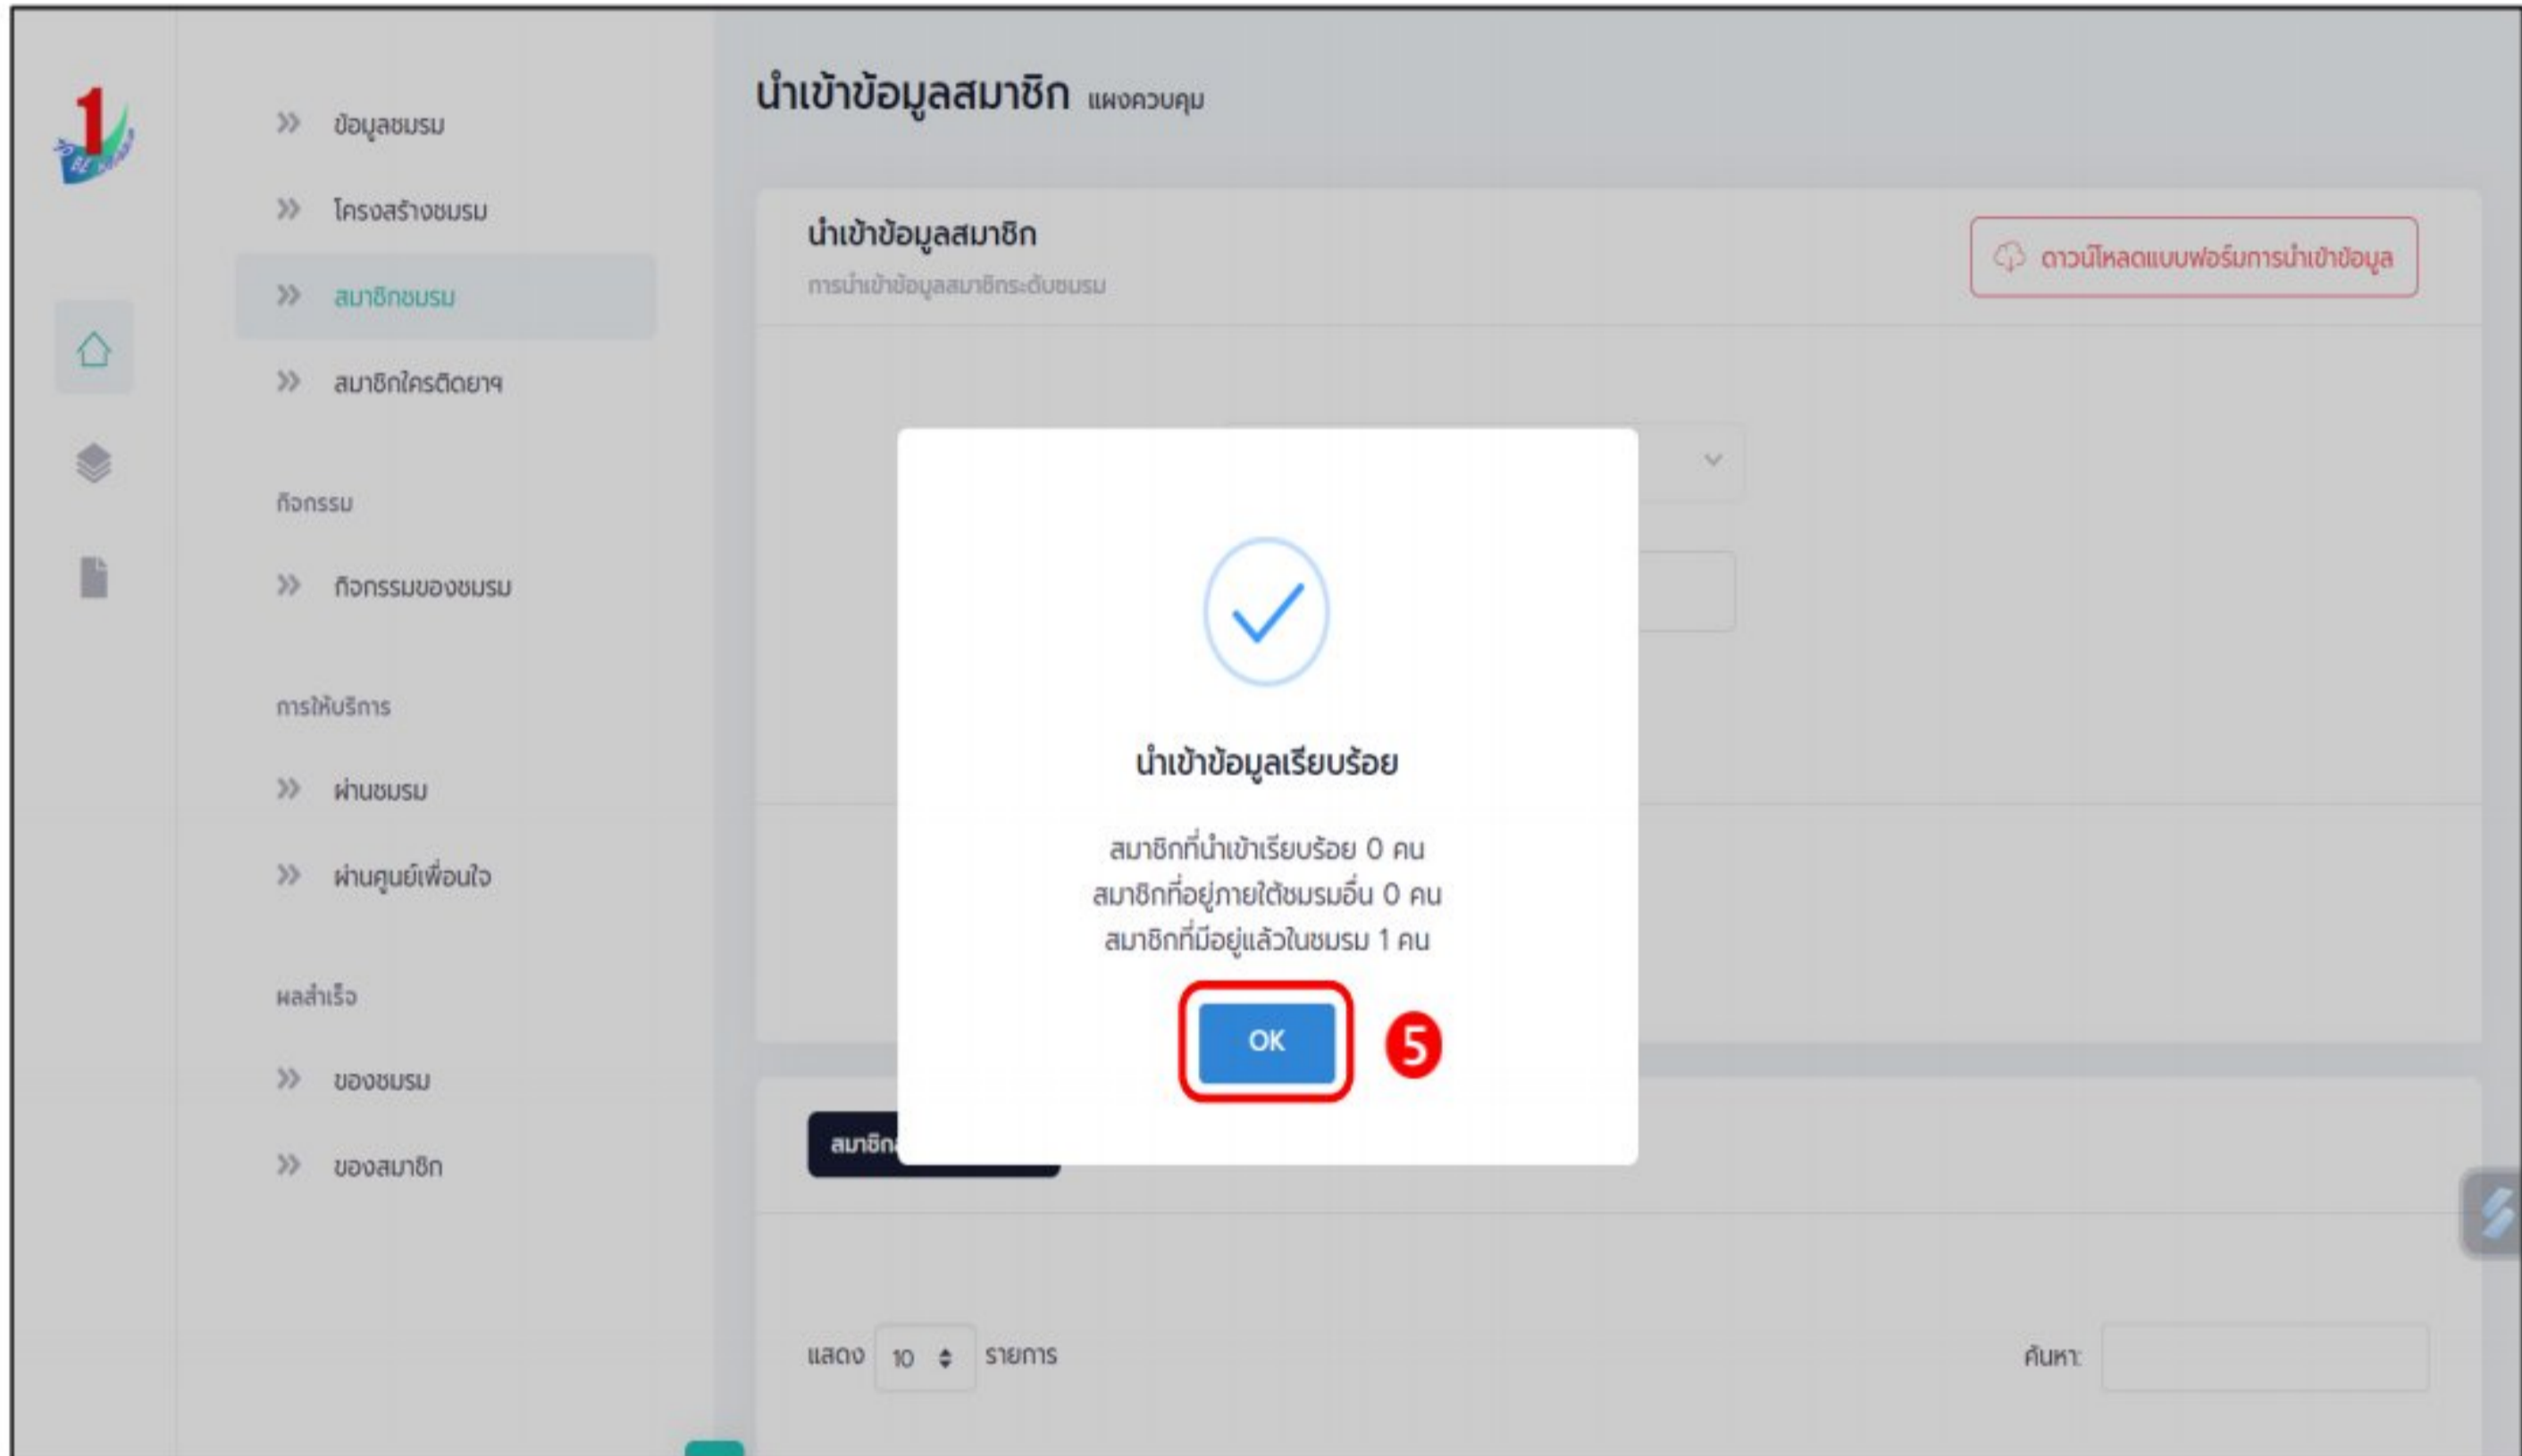 1
ข้อมูลชมรม
โครงสร้างชมรม
สมาชิกชมรม
สมาชิกใครติดยาฯ
กิจกรรม
กิจกรรมของชมรม
การให้บริการ
ผ่านชมรม
ผ่านศูนย์เพื่อนใจ
ผลสำเร็จ
ของชมรม
ของสมาชิก
นำเข้าข้อมูลสมาชิก แผงควบคุม
นำเข้าข้อมูลสมาชิก
การนำเข้าข้อมูลสมาชิกระดับชมรม
ดาวน์โหลดแบบฟอร์มการนำเข้าข้อมูล
นำเข้าข้อมูลเรียบร้อย
สมาชิกที่นำเข้าเรียบร้อย 0 คน
สมาชิกที่อยู่ภายใต้ชมรมอื่น 0 คน
สมาชิกที่มีอยู่แล้วในชมรม 1 คน
OK 5
แสดง 10 รายการ
ค้นหา: